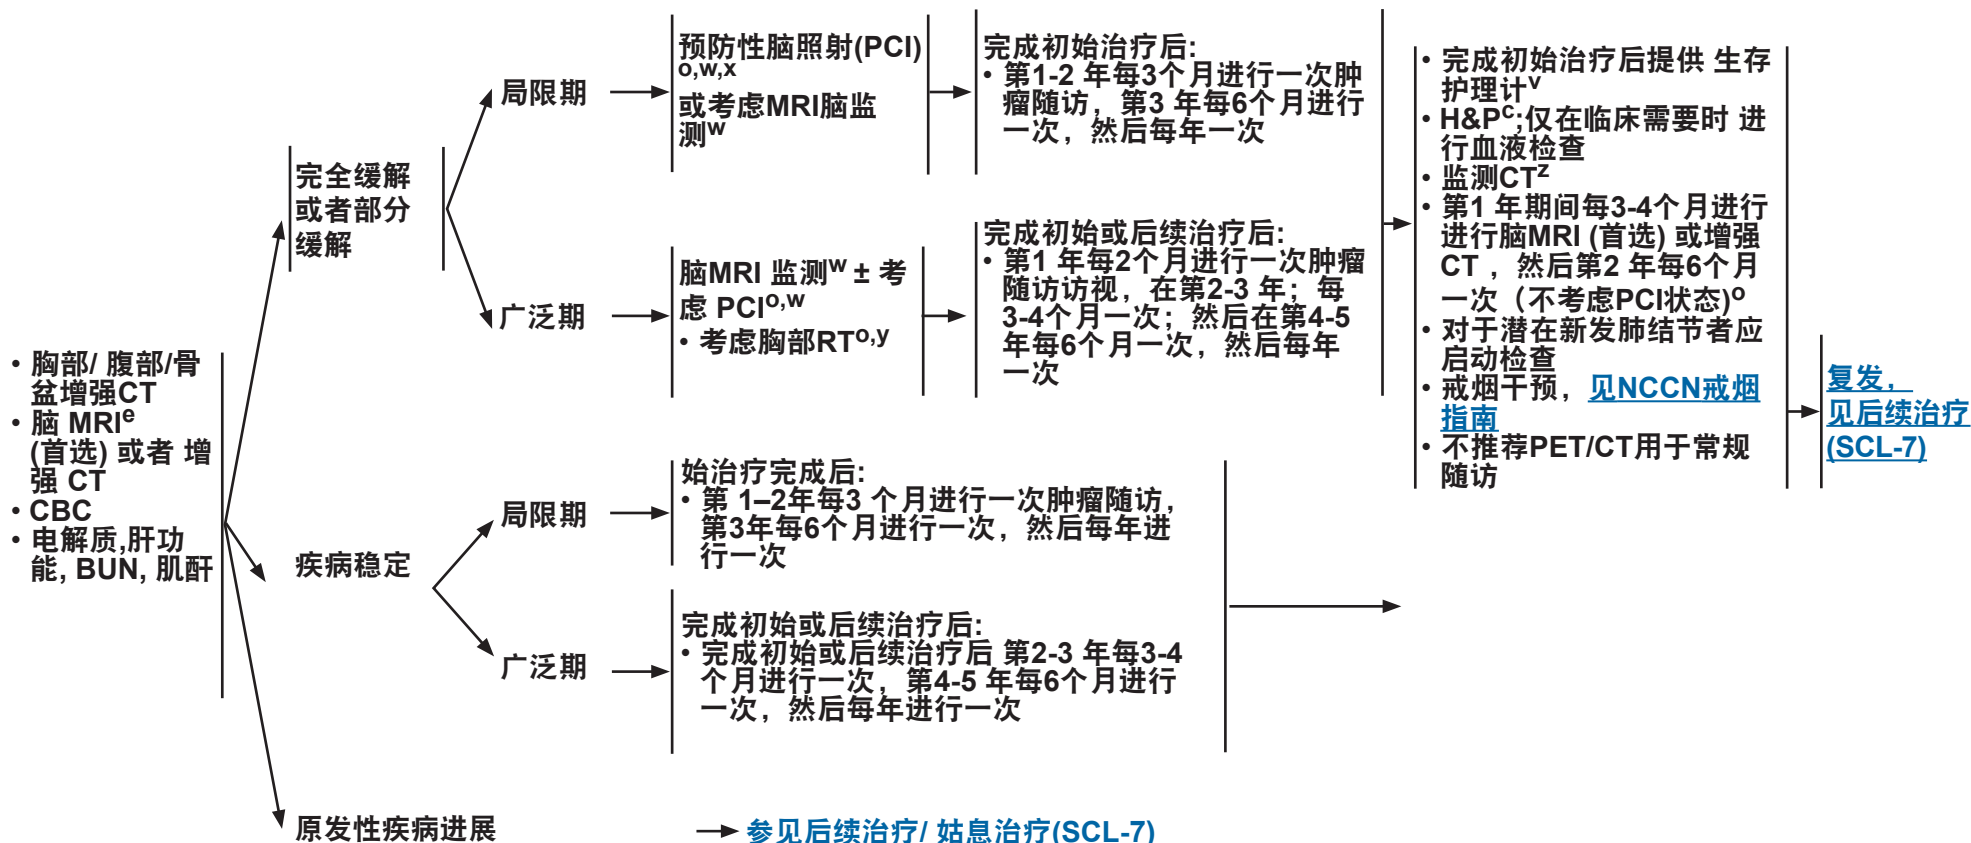 • 胸部/ 腹部/骨
盆增强CT
• 脑 MRIe
(首选) 或者 增
强 CT
• CBC
• 电解质,肝功
能, BUN, 肌酐
完全缓解
或者部分
缓解
局限期
预防性脑照射(PCI)
o,w,x
或考虑MRI脑监
测w
完成初始治疗后:
• 第1-2 年每3个月进行一次肿
瘤随访，第3 年每6个月进行
一次，然后每年一次
广泛期
脑MRI 监测w ± 考
虑 PCIo,w
• 考虑胸部RTo,y
完成初始或后续治疗后:
• 第1 年每2个月进行一次肿瘤
随访访视，在第2-3 年；每
3-4个月一次；然后在第4-5
年每6个月一次，然后每年
一次
疾病稳定
局限期
始治疗完成后:
• 第 1–2年每3 个月进行一次肿瘤随访,
第3年每6个月进行一次，然后每年进
行一次
广泛期
完成初始或后续治疗后:
• 完成初始或后续治疗后 第2-3 年每3-4
个月进行一次，第4-5 年每6个月进行
一次，然后每年进行一次
原发性疾病进展
参见后续治疗/ 姑息治疗(SCL-7)
• 完成初始治疗后提供 生存
护理计v
• H&Pc;仅在临床需要时 进
行血液检查
• 监测CTz
• 第1 年期间每3-4个月进行
进行脑MRI (首选) 或增强
CT ，然后第2 年每6个月
一次（不考虑PCI状态)o
• 对于潜在新发肺结节者应
启动检查
• 戒烟干预，见NCCN戒烟
指南
• 不推荐PET/CT用于常规
随访
复发，
见后续治疗
(SCL-7)